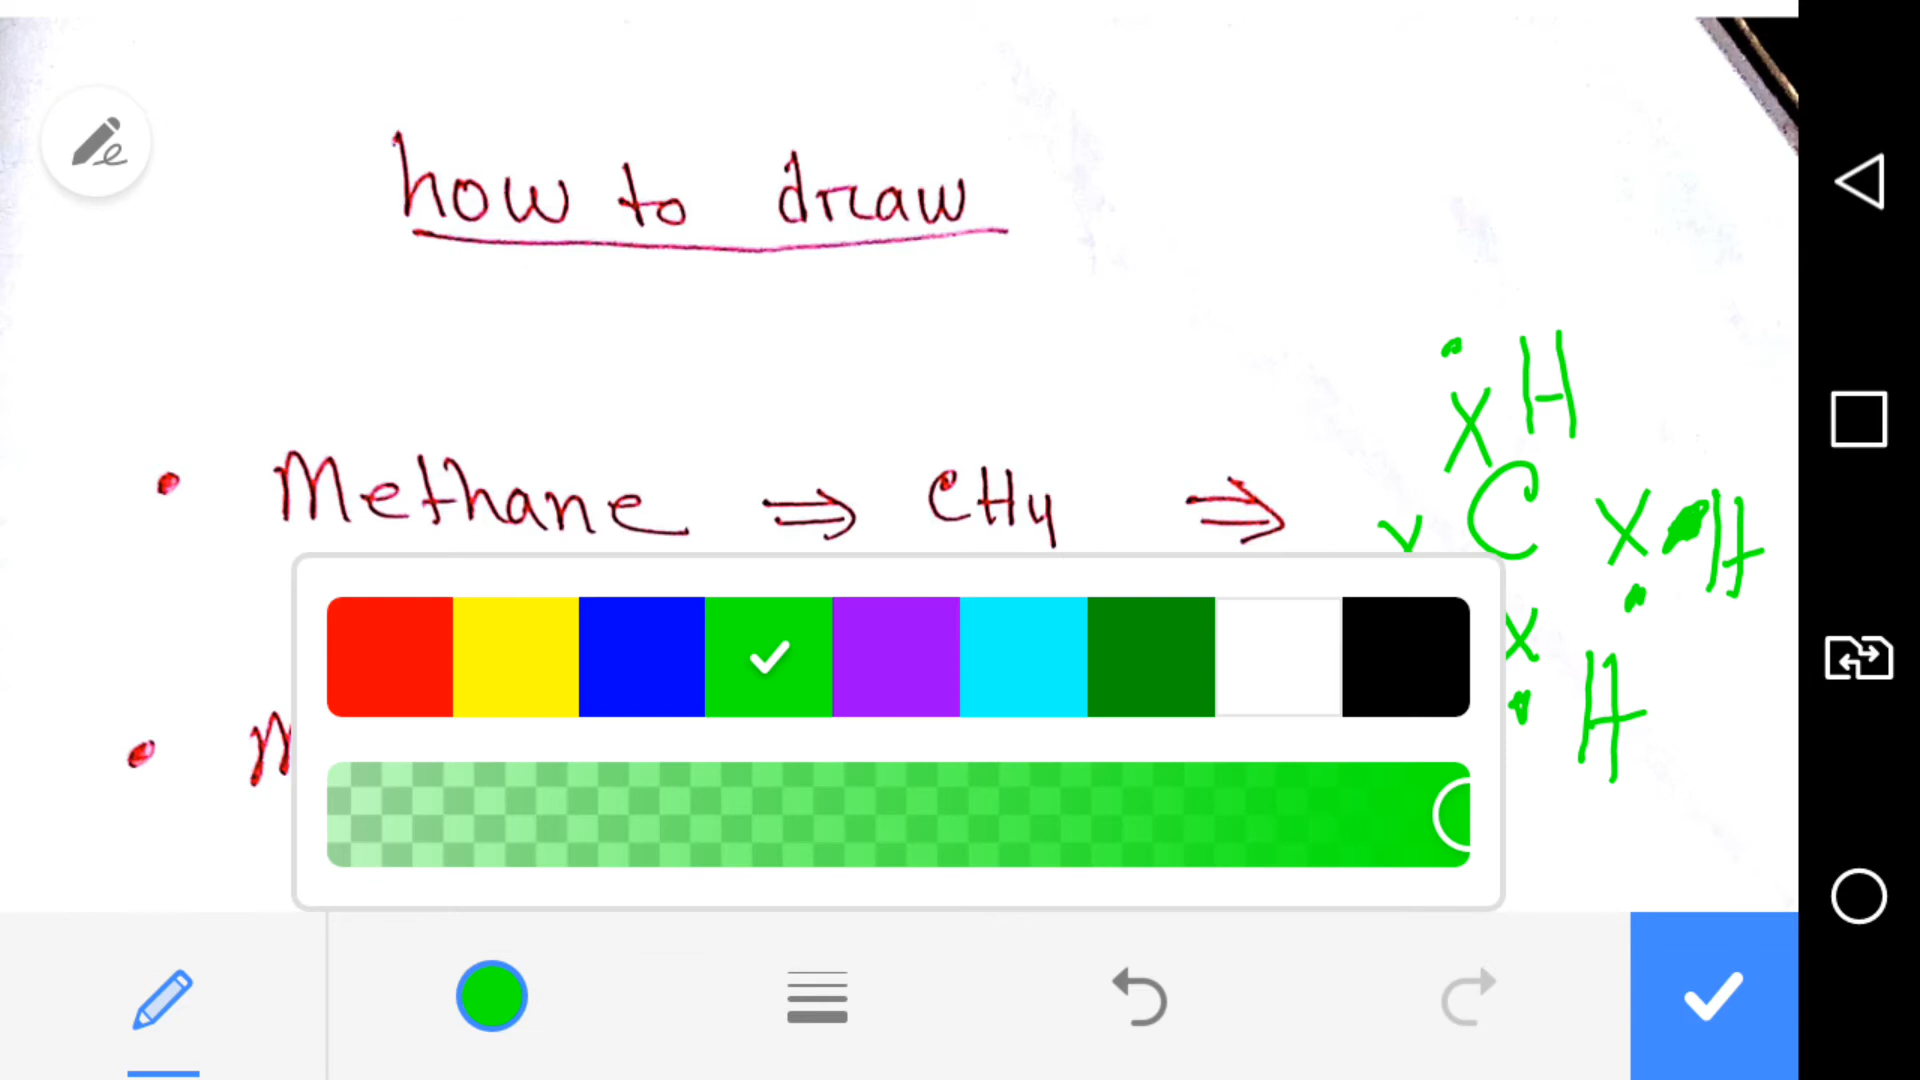 how to draw
• Methane ⇒ CH4 ⇒
• H
x
C x • H
x
• H
• M